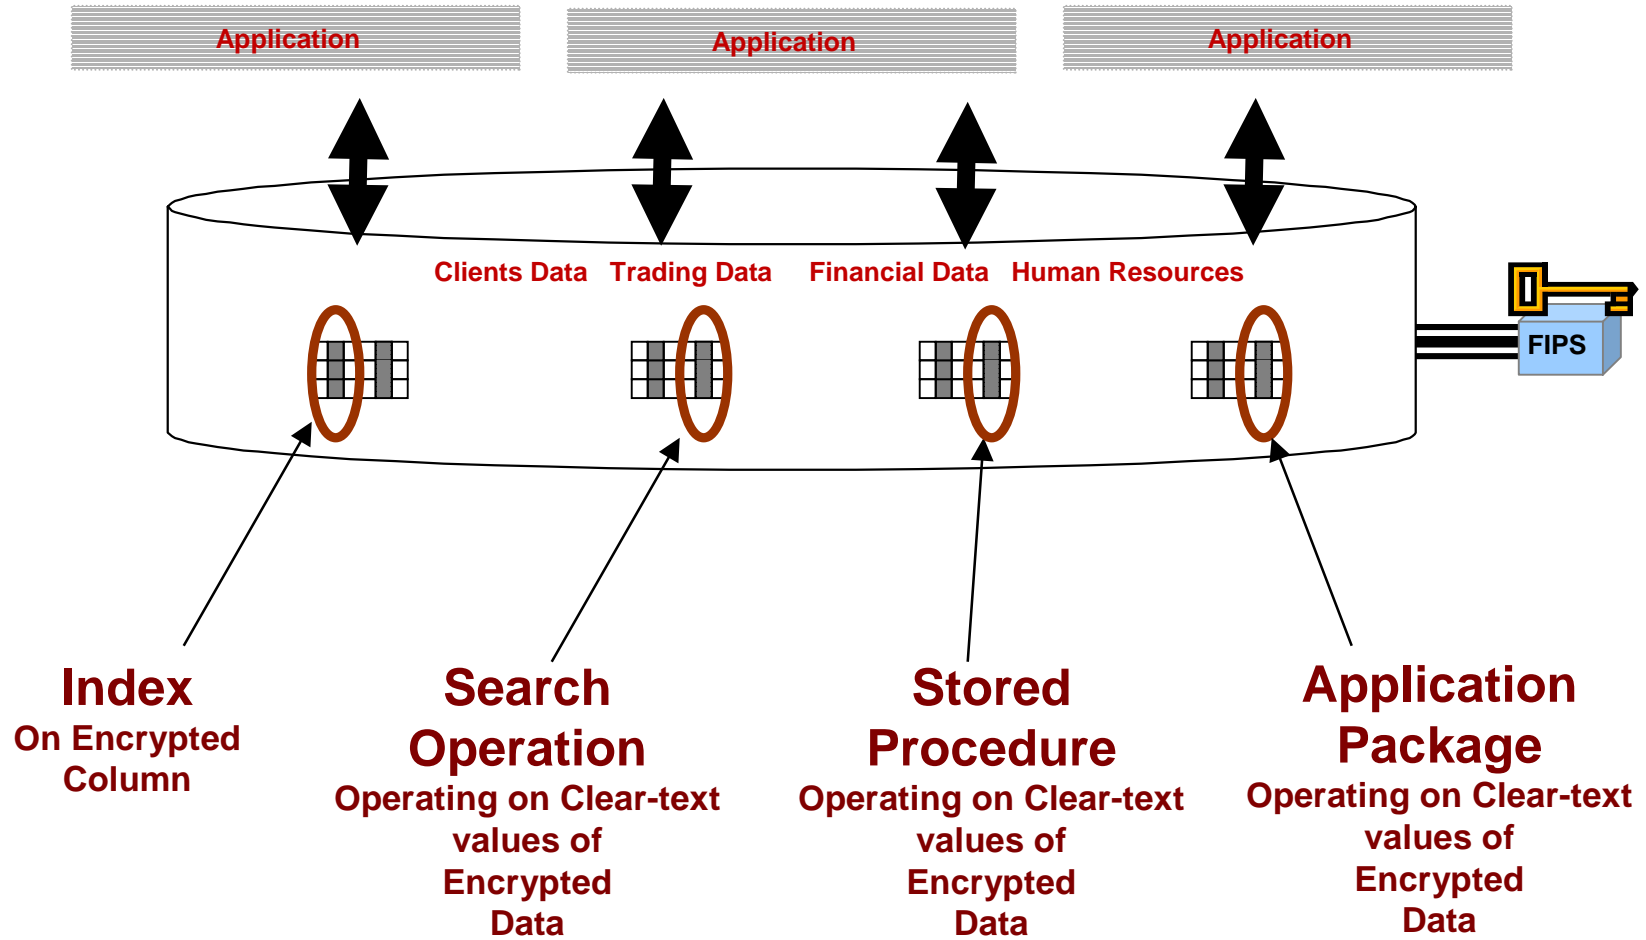 Application
Application
Application
Clients Data
Trading Data
Financial Data
Human Resources
FIPS
Index
On Encrypted
Column
Search
Operation
Operating on Clear-text
values of
Encrypted
Data
Stored
Procedure
Operating on Clear-text
values of
Encrypted
Data
Application
Package
Operating on Clear-text
values of
Encrypted
Data